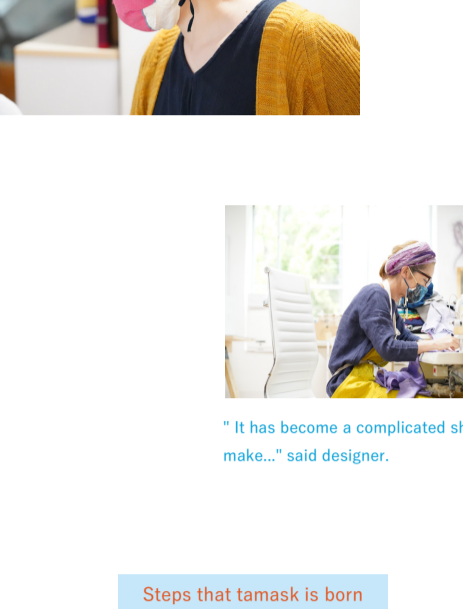 " It has become a complicated
make..." said designer.
Steps that tamask is born